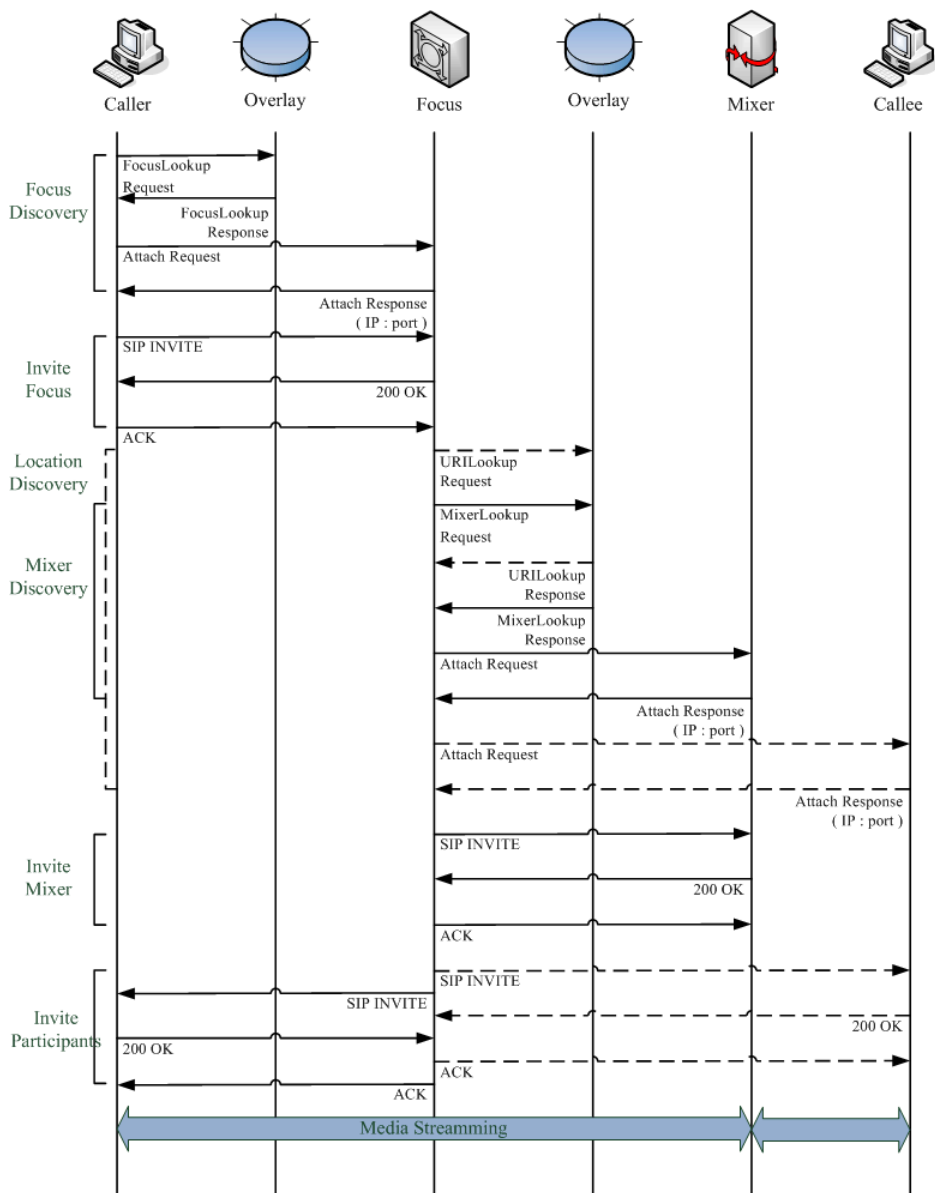 Caller
Overlay
Focus
Overlay
Mixer
Callee
Focus
Discovery
FocusLookup
Request
FocusLookup
Response
Attach Request
Attach Response
( IP : port )
Invite
Focus
SIP INVITE
200 OK
ACK
Location
Discovery
URILookup
Request
Mixer
Discovery
MixerLookup
Request
URILookup
Response
MixerLookup
Response
Attach Request
Attach Response
( IP : port )
Attach Request
Attach Response
( IP : port )
Invite
Mixer
SIP INVITE
200 OK
ACK
Invite
Participants
SIP INVITE
SIP INVITE
200 OK
200 OK
ACK
ACK
Media Streamming